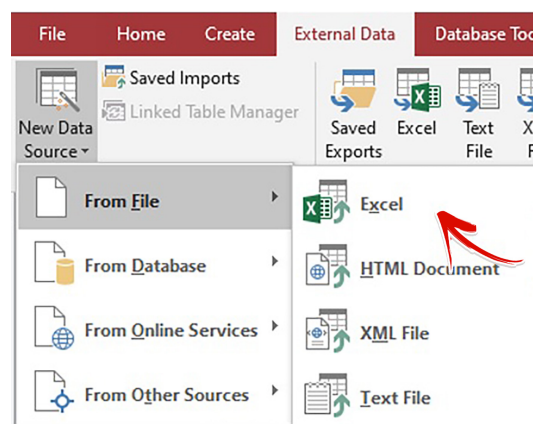 File Home Create External Data Database Too
New Data
Source
Saved Imports
Linked Table Manager
Saved
Exports
Excel
Text
File
X
F
From File
From Database
From Online Services
From Other Sources
Excel
HTML Document
XML File
Text File